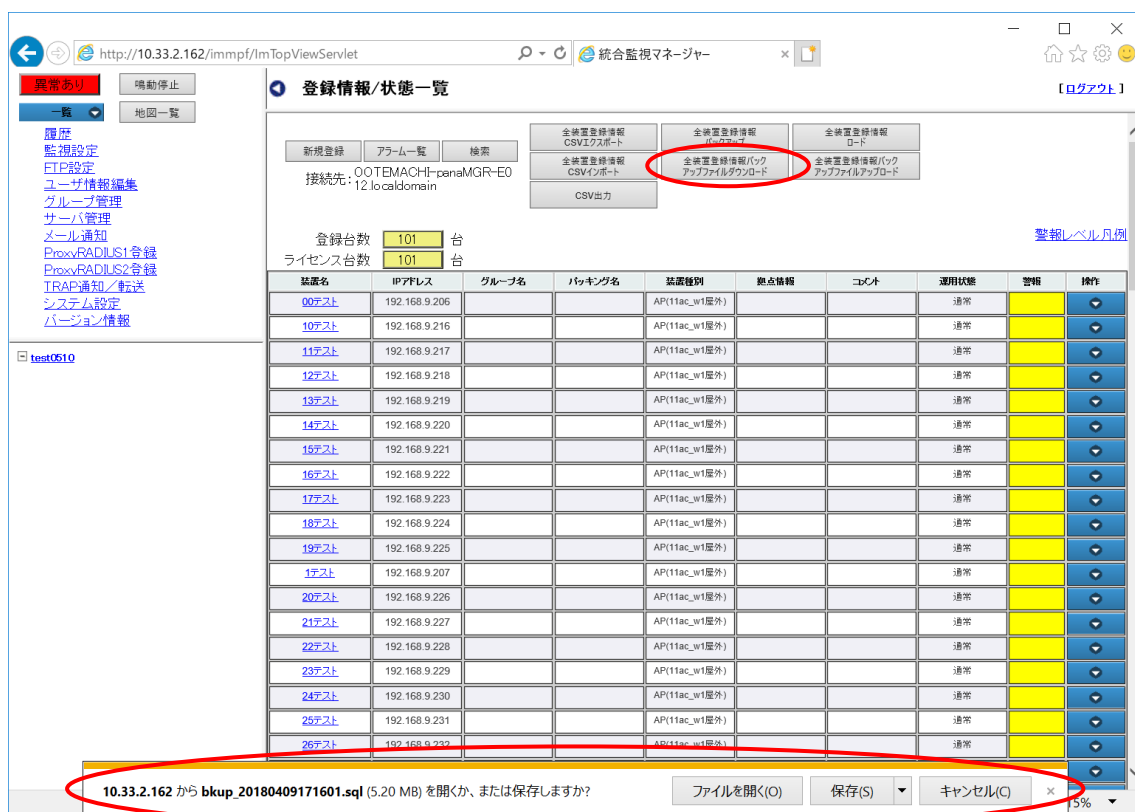 http://10.33.2.162/immpf/ImTopViewServlet
統合監視マネージャー
異常あり 鳴動停止
一覧 地図一覧
履歴
監視設定
FTP設定
ユーザ情報編集
グループ管理
サーバ管理
メール通知
ProxyRADIUS1登録
ProxyRADIUS2登録
TRAP通知／転送
システム設定
バージョン情報
test0510
登録情報/状態一覧
[ログアウト]
新規登録 アラーム一覧 検索
接続先: OOTEMACHI-panaMGR-E0
12.localdomain
全装置登録情報
CSVエクスポート
全装置登録情報
バックアップ
全装置登録情報
ロード
全装置登録情報
CSVインポート
全装置登録情報バック
アップファイルダウンロード
全装置登録情報バック
アップファイルアップロード
CSV出力
登録台数 101 台
ライセンス台数 101 台
警報レベル凡例
装置名 IPアドレス グループ名 パッキング名 装置種別 拠点情報 コメント 運用状態 警報 操作
00テスト 192.168.9.206 AP(11ac_w1屋外) 通常
10テスト 192.168.9.216 AP(11ac_w1屋外) 通常
11テスト 192.168.9.217 AP(11ac_w1屋外) 通常
12テスト 192.168.9.218 AP(11ac_w1屋外) 通常
13テスト 192.168.9.219 AP(11ac_w1屋外) 通常
14テスト 192.168.9.220 AP(11ac_w1屋外) 通常
15テスト 192.168.9.221 AP(11ac_w1屋外) 通常
16テスト 192.168.9.222 AP(11ac_w1屋外) 通常
17テスト 192.168.9.223 AP(11ac_w1屋外) 通常
18テスト 192.168.9.224 AP(11ac_w1屋外) 通常
19テスト 192.168.9.225 AP(11ac_w1屋外) 通常
1テスト 192.168.9.207 AP(11ac_w1屋外) 通常
20テスト 192.168.9.226 AP(11ac_w1屋外) 通常
21テスト 192.168.9.227 AP(11ac_w1屋外) 通常
22テスト 192.168.9.228 AP(11ac_w1屋外) 通常
23テスト 192.168.9.229 AP(11ac_w1屋外) 通常
24テスト 192.168.9.230 AP(11ac_w1屋外) 通常
25テスト 192.168.9.231 AP(11ac_w1屋外) 通常
26テスト 192.168.9.232 AP(11ac_w1屋外) 通常
10.33.2.162 から bkup_20180409171601.sql (5.20 MB) を開くか、または保存しますか?
ファイルを開く(O) 保存(S) キャンセル(C)